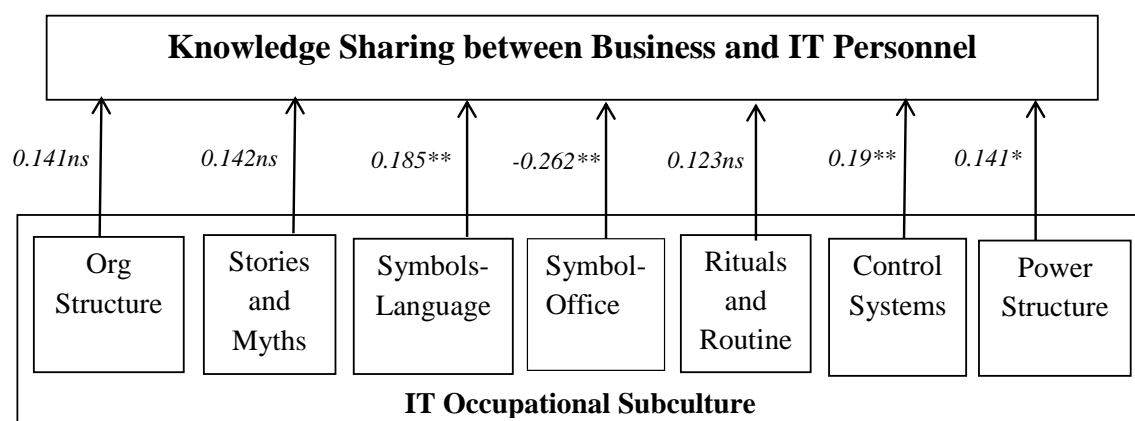 Knowledge Sharing between Business and IT Personnel
0.141ns
0.142ns
0.185**
-0.262**
0.123ns
0.19**
0.141*
Org
Structure
Stories
and
Myths
Symbols-
Language
Symbol-
Office
Rituals
and
Routine
Control
Systems
Power
Structure
IT Occupational Subculture